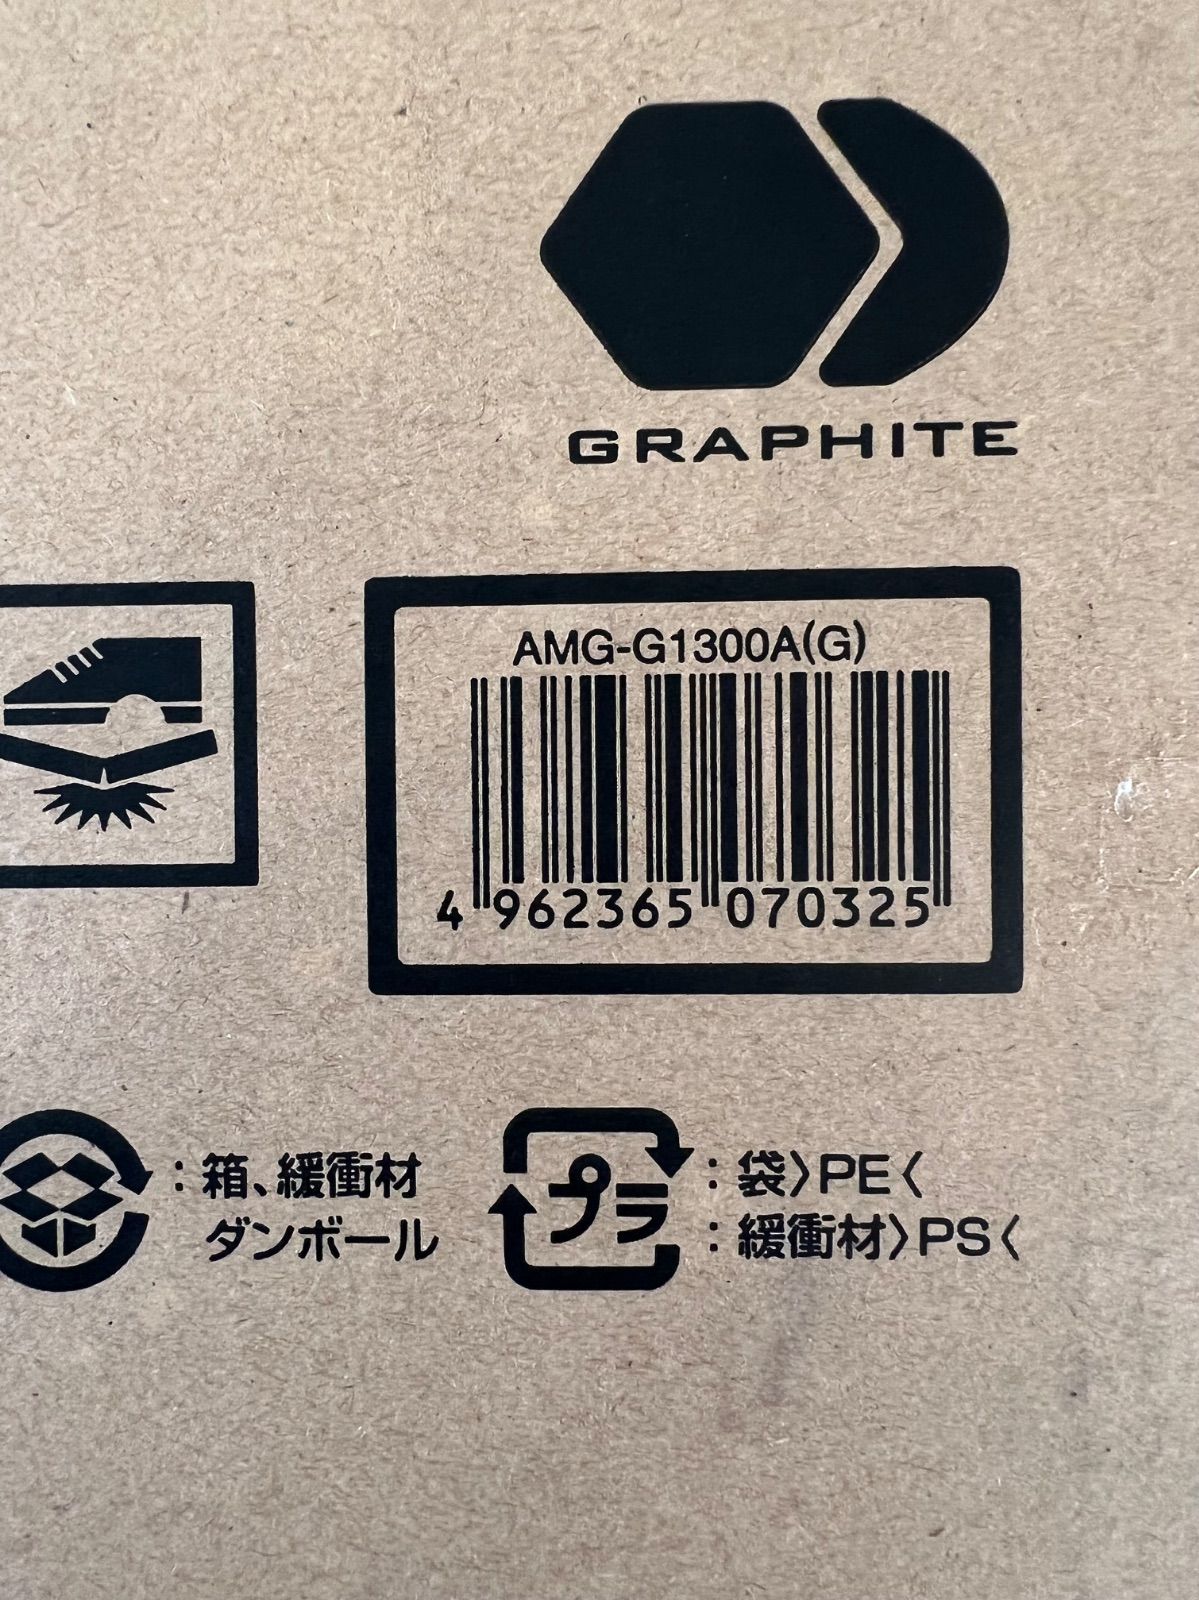 GRAPHITE
AMG-G1300A(G)
4 962365 070325
：箱、緩衝材
ダンボール
プラ
：袋〉PE〈
：緩衝材〉PS〈